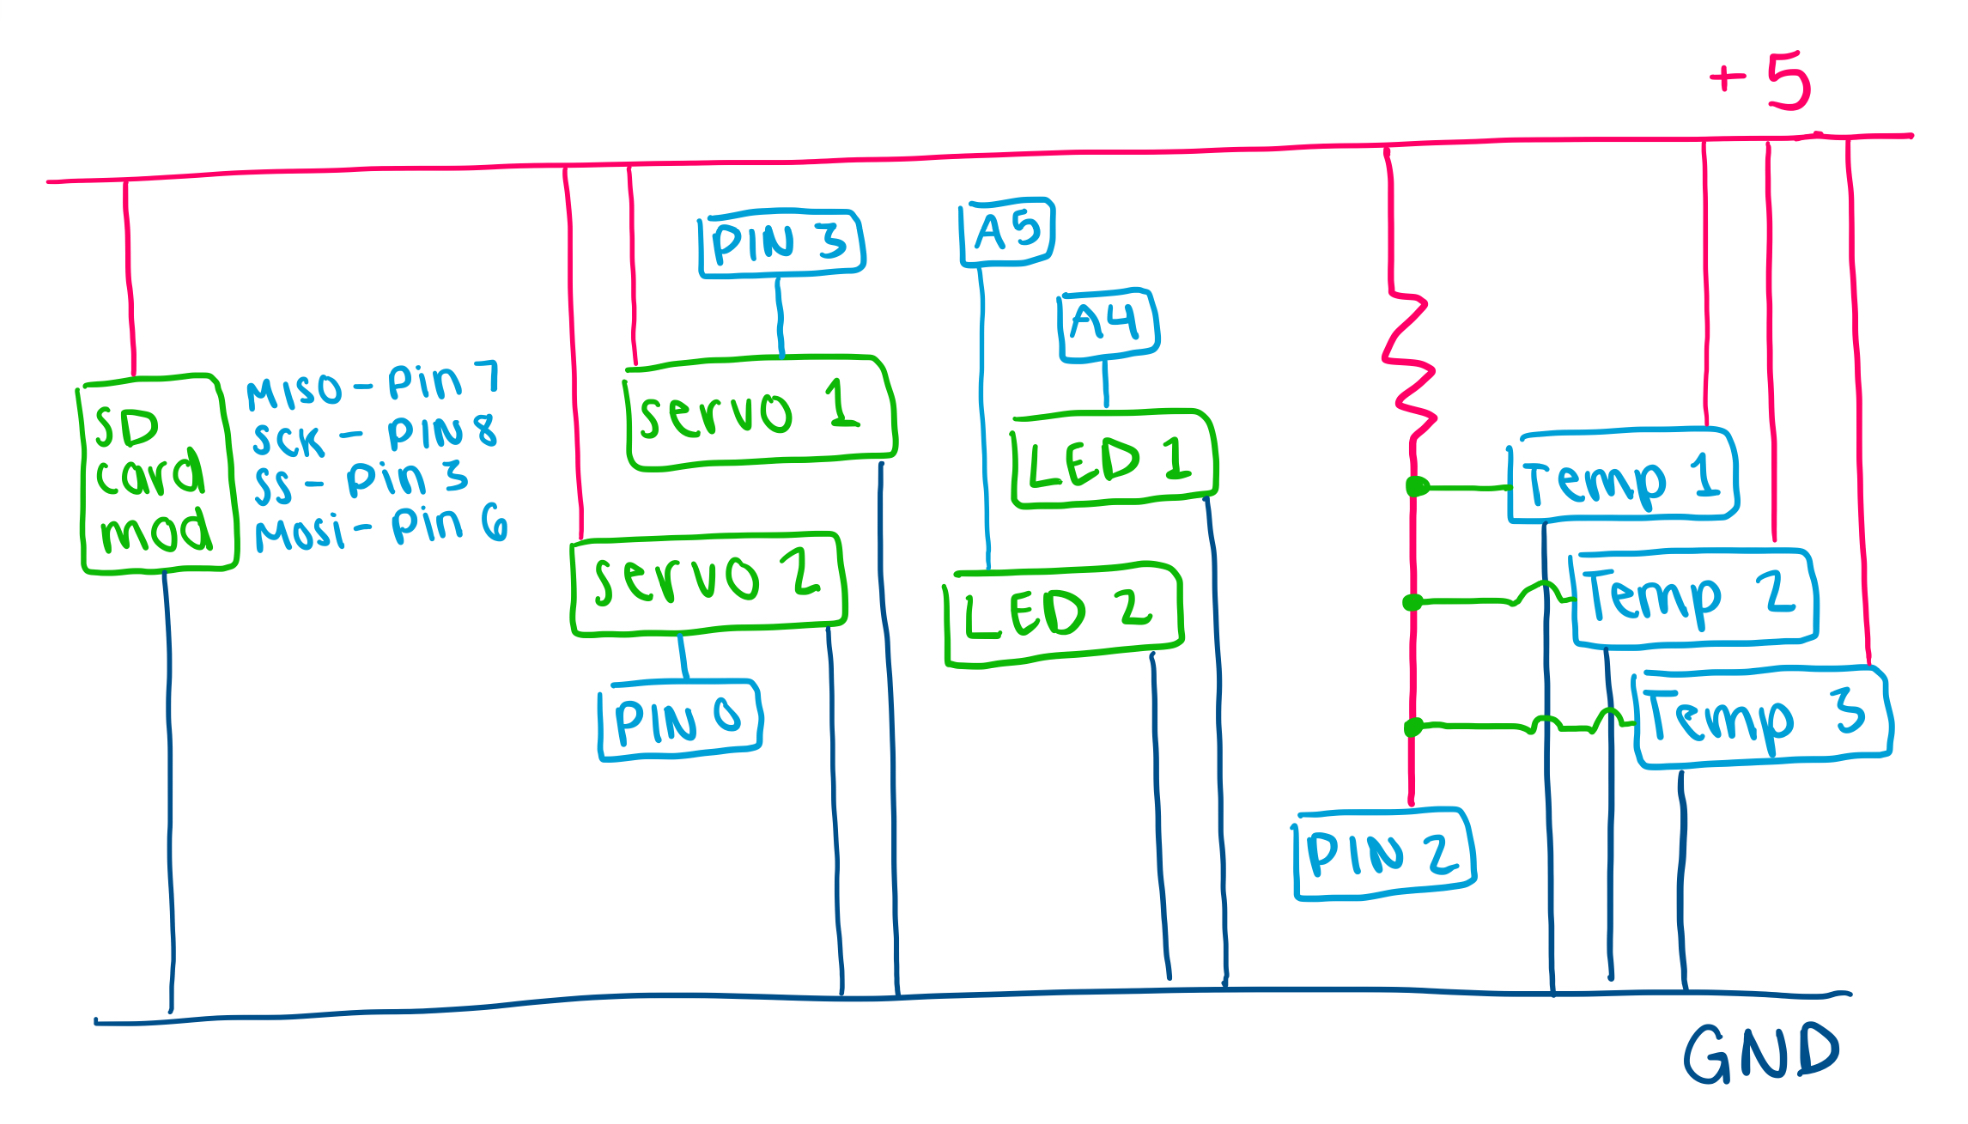 +5
PIN 3
A5
A4
MISO - Pin 7
SCK - PIN 8
SS - Pin 3
MOSi - Pin 6
SD
card
mod
servo 1
servo 2
PIN 0
LED 1
LED 2
Temp 1
Temp 2
Temp 3
PIN 2
GND